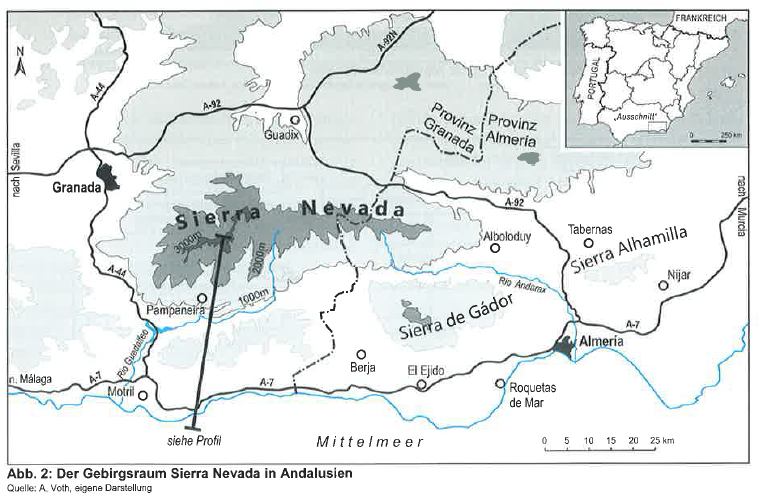 FRANKREICH
PORTUGAL
„Ausschnitt"
0 250 km
N
A-44
A-92
A-92N
Guadix
Provinz
Granada
Provinz
Almería
nach Sevilla
Granada
Sierra Nevada
3000m
2000m
1000m
A-92
nach Murcia
Alboloduy
Tabernas
Sierra Alhamilla
Níjar
A-44
Pampaneira
Rio Guadalfeo
Rio Andarax
Sierra de Gádor
A-7
Almería
Berja
El Ejido
Roquetas
de Mar
n. Málaga
A-7
Motril
A-7
siehe Profil
Mittelmeer
0 5 10 15 20 25 km
Abb. 2: Der Gebirgsraum Sierra Nevada in Andalusien
Quelle: A. Voth, eigene Darstellung